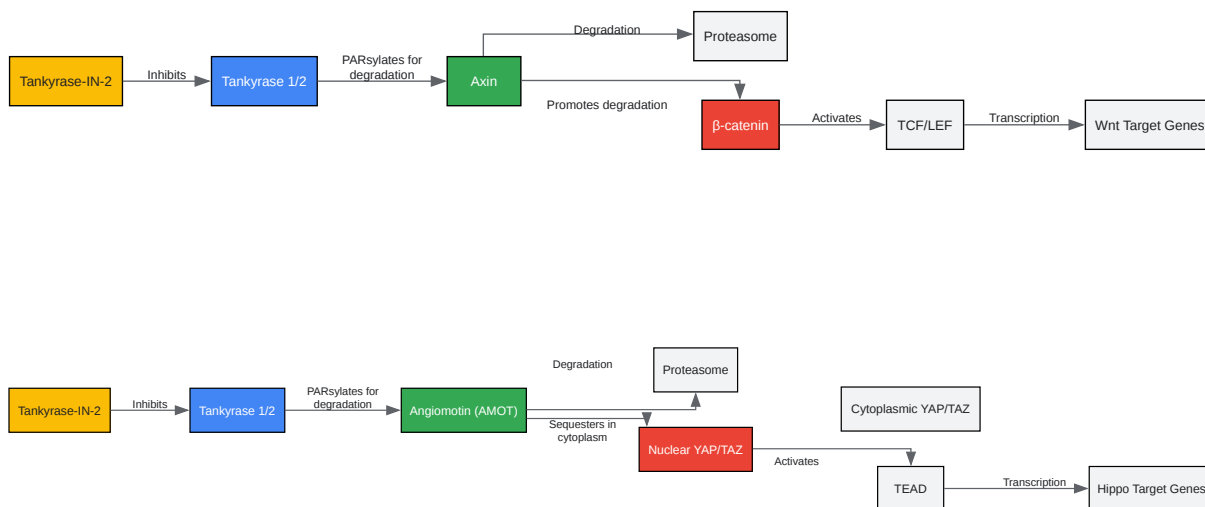 Degradation
Proteasome
Tankyrase-IN-2
Inhibits
Tankyrase 1/2
PARsylates for
degradation
Axin
Promotes degradation
β-catenin
Activates
TCF/LEF
Transcription
Wnt Target Genes
Degradation
Proteasome
Tankyrase-IN-2
Inhibits
Tankyrase 1/2
PARsylates for
degradation
Angiomotin (AMOT)
Sequesters in
cytoplasm
Nuclear YAP/TAZ
Cytoplasmic YAP/TAZ
Activates
TEAD
Transcription
Hippo Target Genes